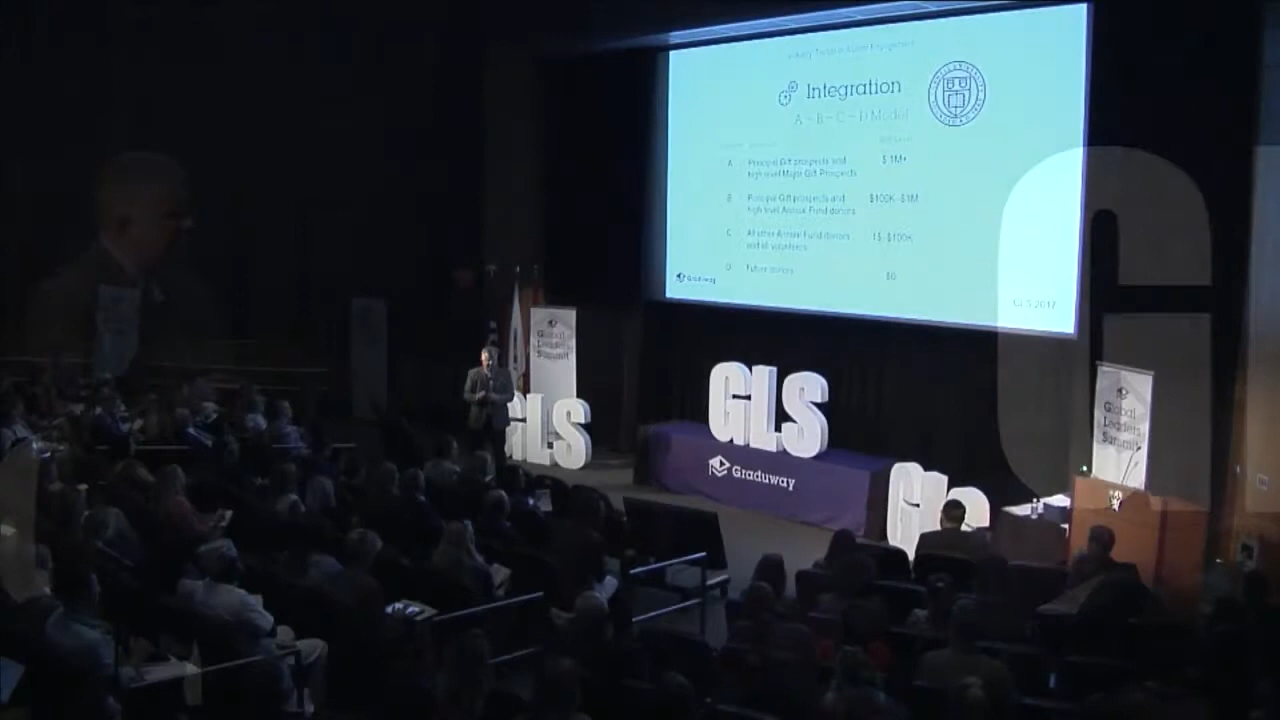 Integration
A - B - C - D Model
A Principal Gift prospects and $1M+
high level Major Gift Prospects
B Principal Gift prospects and $100K-$1M
high level Annual Fund donors
C All other Annual Fund donors 1$-$100K
and all volunteers
D Future donors $0
Graduway
GLS 2017
Global
Leaders
Summit
GLS
GLS
Graduway
Global
Leaders
Summit